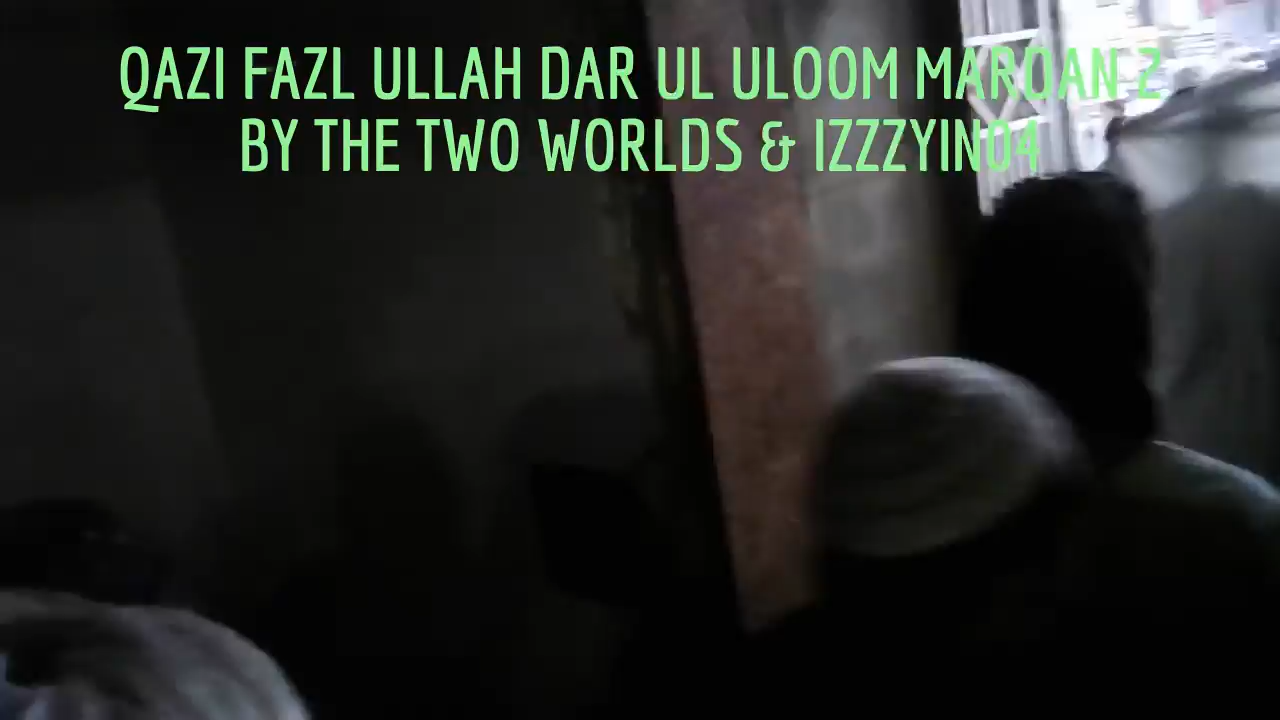 QAZI FAZL ULLAH DAR UL ULOOM MARDAN 2
BY THE TWO WORLDS & IZZZYIN04